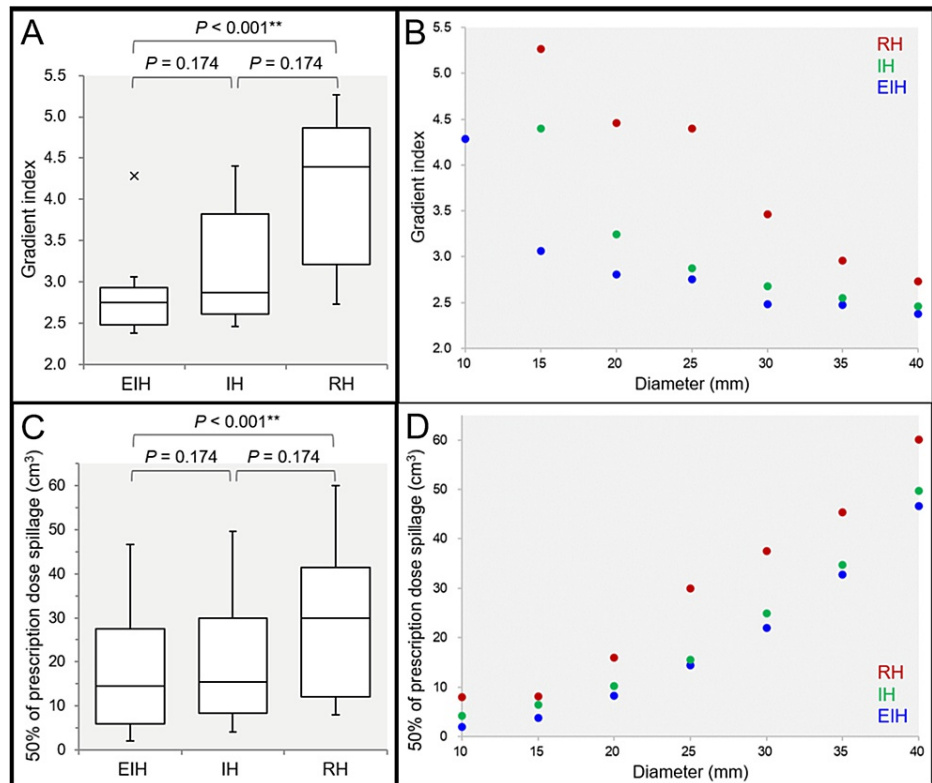 A
P < 0.001**
P = 0.174 P = 0.174
Gradient index
5.5
5.0
4.5
4.0
3.5
3.0
2.5
2.0
EIH IH RH
B
RH
IH
EIH
Gradient index
5.5
5.0
4.5
4.0
3.5
3.0
2.5
2.0
10 15 20 25 30 35 40
Diameter (mm)
C
P < 0.001**
P = 0.174 P = 0.174
50% of prescription dose spillage (cm³)
60
50
40
30
20
10
0
EIH IH RH
D
50% of prescription dose spillage (cm³)
60
50
40
30
20
10
0
RH
IH
EIH
10 15 20 25 30 35 40
Diameter (mm)